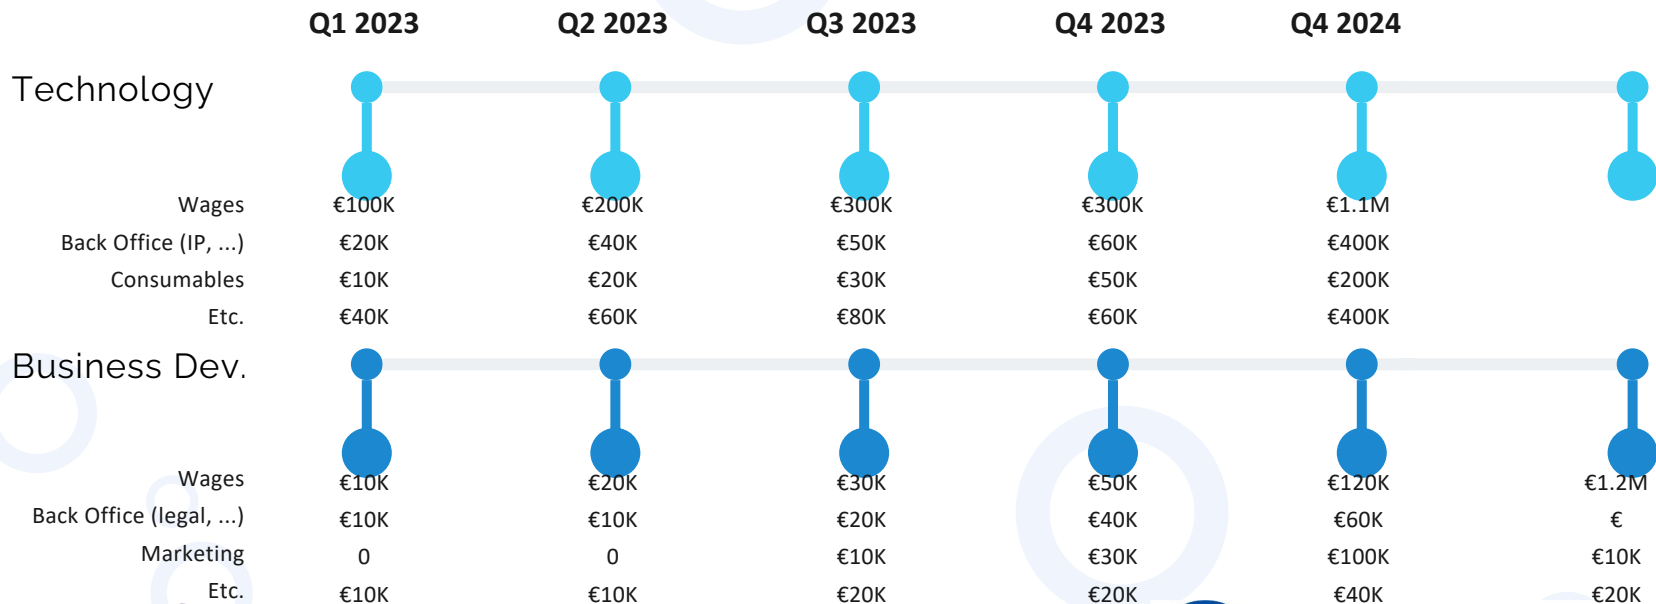 Q1 2023 Q2 2023 Q3 2023 Q4 2023 Q4 2024
Technology
Wages €100K €200K €300K €300K €1.1M
Back Office (IP, ...) €20K €40K €50K €60K €400K
Consumables €10K €20K €30K €50K €200K
Etc. €40K €60K €80K €60K €400K
Business Dev.
Wages €10K €20K €30K €50K €120K €1.2M
Back Office (legal, ...) €10K €10K €20K €40K €60K €
Marketing 0 0 €10K €30K €100K €10K
Etc. €10K €10K €20K €20K €40K €20K